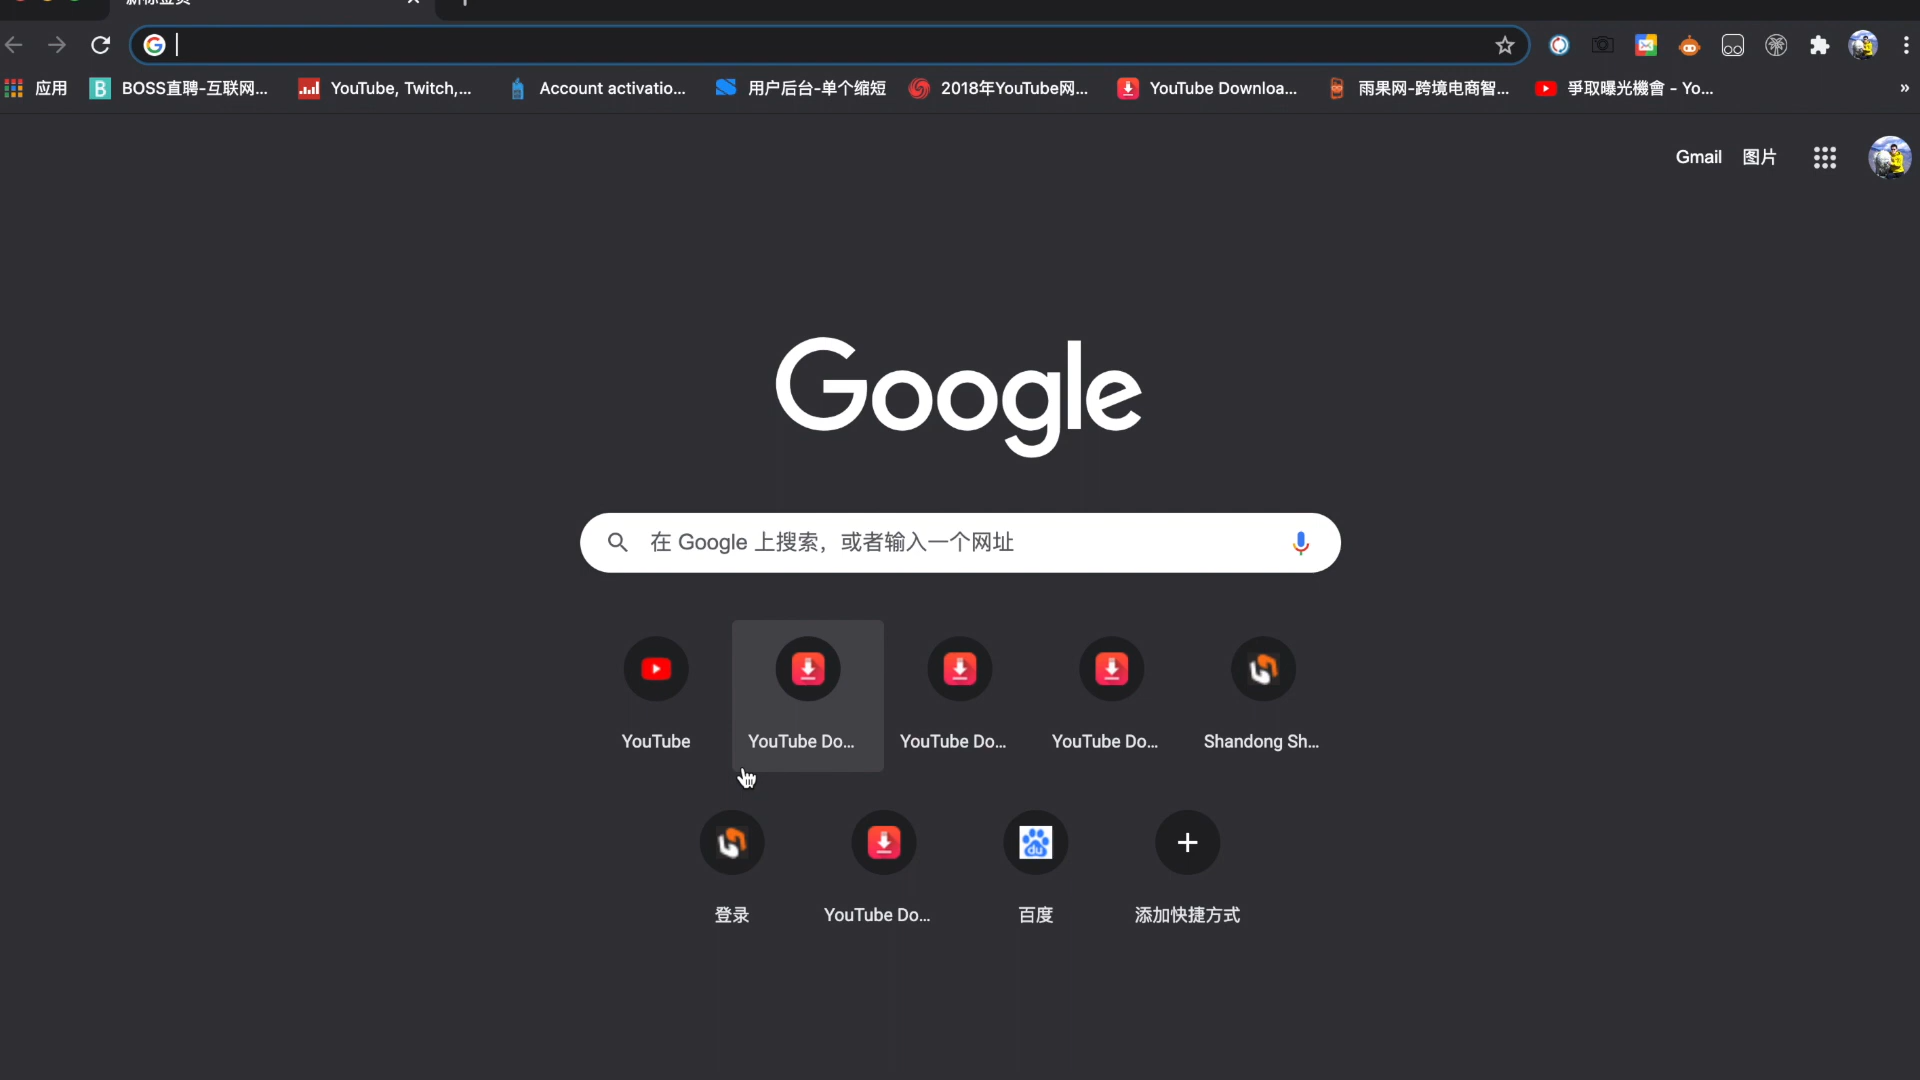 应用
BOSS直聘-互联网...
YouTube, Twitch,...
Account activatio...
用户后台-单个缩短
2018年YouTube网...
YouTube Downloa...
雨果网-跨境电商智...
爭取曝光機會 - Yo...
»
Gmail
图片
Google
在 Google 上搜索，或者输入一个网址
YouTube
YouTube Do...
YouTube Do...
YouTube Do...
Shandong Sh...
登录
YouTube Do...
百度
添加快捷方式